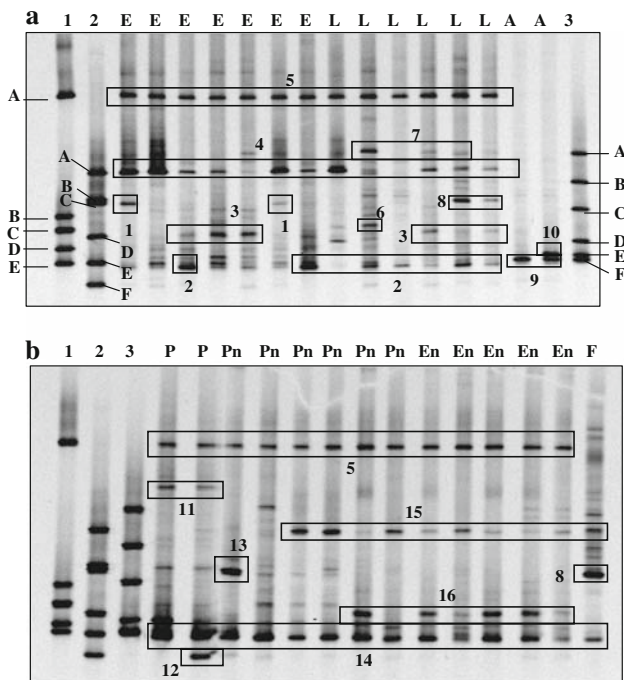 a 1 2 E E E E E E E L L L L L L A A 3
5
A
4 7
A A
B B
C 8
1 1
B 3 6 C
C 10
D D 3 D
E E E
F 2 2 9 F
b 1 2 3 P P Pn Pn Pn Pn Pn Pn En En En En En F
5
11
15
13
8
16
12 14